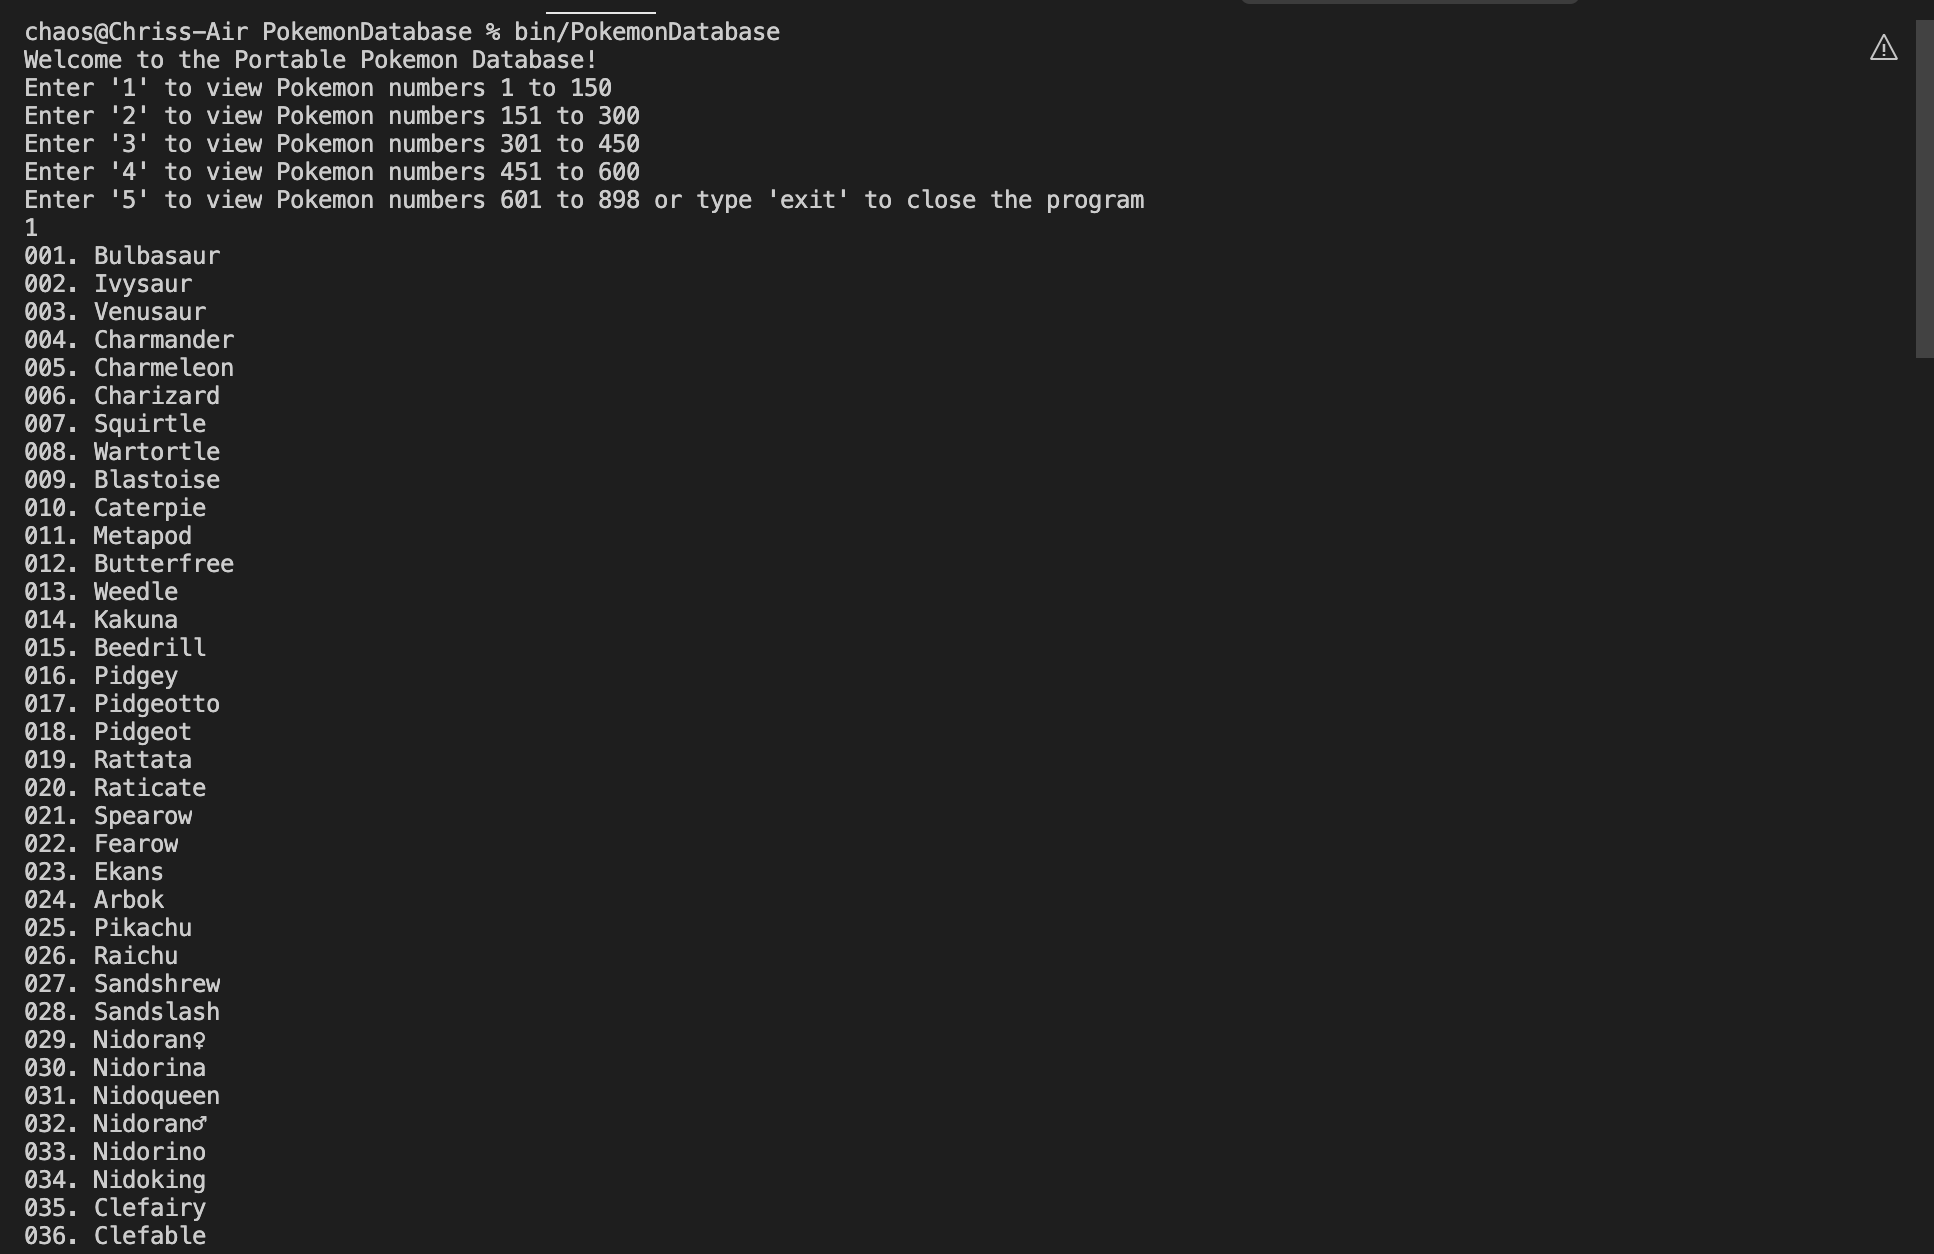 chaos@Chriss-Air PokemonDatabase % bin/PokemonDatabase
Welcome to the Portable Pokemon Database!
Enter '1' to view Pokemon numbers 1 to 150
Enter '2' to view Pokemon numbers 151 to 300
Enter '3' to view Pokemon numbers 301 to 450
Enter '4' to view Pokemon numbers 451 to 600
Enter '5' to view Pokemon numbers 601 to 898 or type 'exit' to close the program
1
001. Bulbasaur
002. Ivysaur
003. Venusaur
004. Charmander
005. Charmeleon
006. Charizard
007. Squirtle
008. Wartortle
009. Blastoise
010. Caterpie
011. Metapod
012. Butterfree
013. Weedle
014. Kakuna
015. Beedrill
016. Pidgey
017. Pidgeotto
018. Pidgeot
019. Rattata
020. Raticate
021. Spearow
022. Fearow
023. Ekans
024. Arbok
025. Pikachu
026. Raichu
027. Sandshrew
028. Sandslash
029. Nidoran♀
030. Nidorina
031. Nidoqueen
032. Nidoran♂
033. Nidorino
034. Nidoking
035. Clefairy
036. Clefable